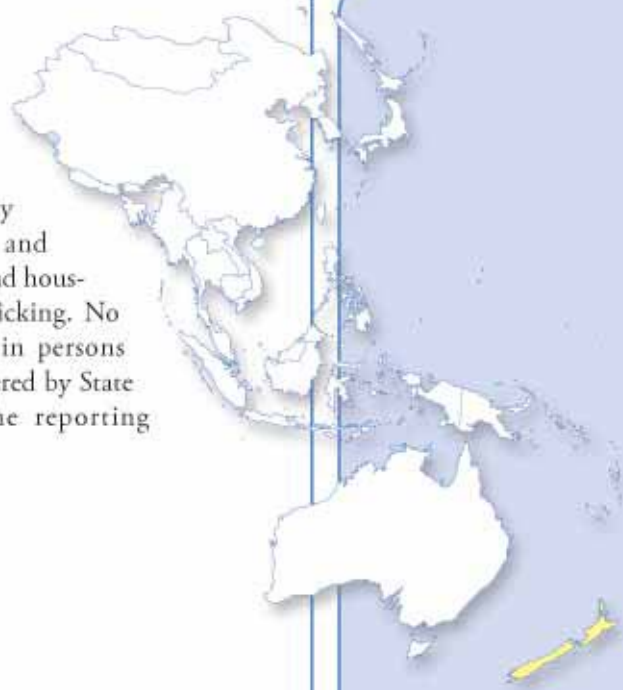 y
and
d hous-
icking. No
in persons
ered by State
e reporting